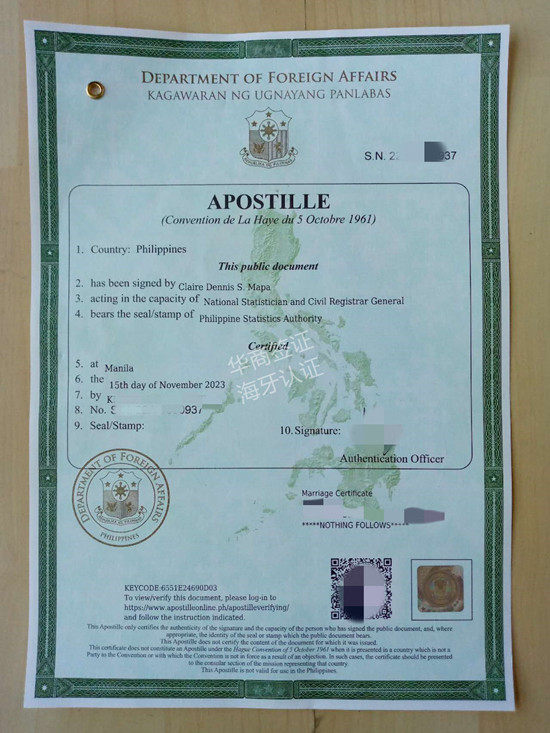 DEPARTMENT OF FOREIGN AFFAIRS
KAGAWARAN NG UGNAYANG PANLABAS
S.N. 2 937
APOSTILLE
(Convention de La Haye du 5 Octobre 1961)
1. Country: Philippines
This public document
2. has been signed by Claire Dennis S. Mapa
3. acting in the capacity of National Statistician and Civil Registrar General
4. bears the seal/stamp of Philippine Statistics Authority
Certified
华商签证
海牙认证
5. at Manila
6. the 15th day of November 2023
7. by K
8. No. S 0937
9. Seal/Stamp:
10. Signature:
Authentication Officer
DEPARTMENT OF FOREIGN AFFAIRS
PHILIPPINES
Marriage Certificate
*****NOTHING FOLLOWS*****
KEYCODE:6551E24690D03
To view/verify this document, please log-in to
https://www.apostilleonline.ph/apostilleverifying/
and follow the instruction indicated.
This Apostille only certifies the authenticity of the signature and the capacity of the person who has signed the public document, and, where
appropriate, the identity of the seal or stamp which the public document bears.
This Apostille does not certify the content of the document for which it was issued.
This certificate does not constitute an Apostille under the Hague Convention of 5 October 1961 when it is presented in a country which is not a
Party to the Convention or with which the Convention is not in force as a result of an objection. In such cases, the certificate should be presented
to the consular section of the mission representing that country.
This Apostille is not valid for use in the Philippines.